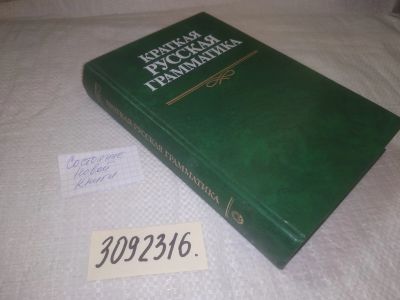 КРАТКАЯ
РУССКАЯ
ГРАММАТИКА
КРАТКАЯ РУССКАЯ ГРАММАТИКА
Состояние
новой
книги
3092316.